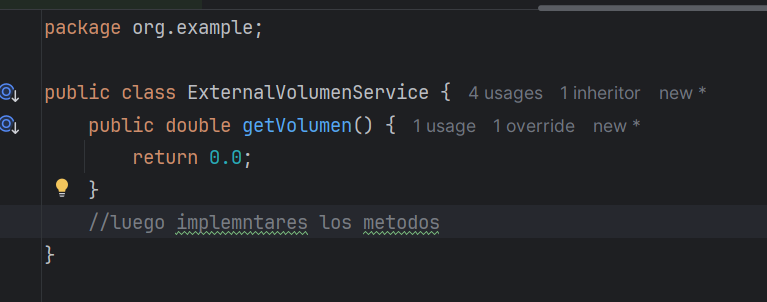 package org.example;
public class ExternalVolumenService { 4 usages 1 inheritor new *
public double getVolumen() { 1 usage 1 override new *
return 0.0;
}
//luego implemntares los metodos
}